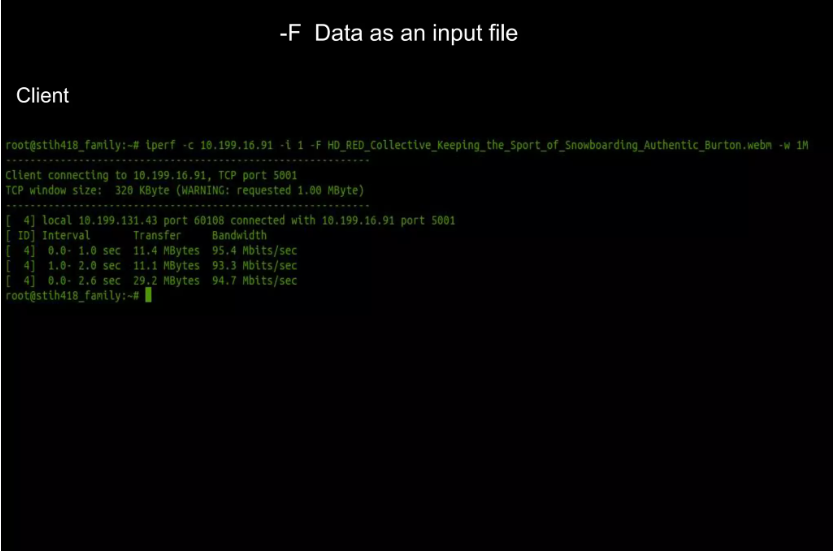 -F Data as an input file
Client
root@stih418_family:~# iperf -c 10.199.16.91 -i 1 -F HD_RED_Collective_Keeping_the_Sport_of_Snowboarding_Authentic_Burton.webm -w 1M
------------------------------------------------------------
Client connecting to 10.199.16.91, TCP port 5001
TCP window size:  320 KByte (WARNING: requested 1.00 MByte)
------------------------------------------------------------
[  4] local 10.199.131.43 port 60108 connected with 10.199.16.91 port 5001
[ ID] Interval       Transfer     Bandwidth
[  4]  0.0- 1.0 sec  11.4 MBytes  95.4 Mbits/sec
[  4]  1.0- 2.0 sec  11.1 MBytes  93.3 Mbits/sec
[  4]  0.0- 2.6 sec  29.2 MBytes  94.7 Mbits/sec
root@stih418_family:~#